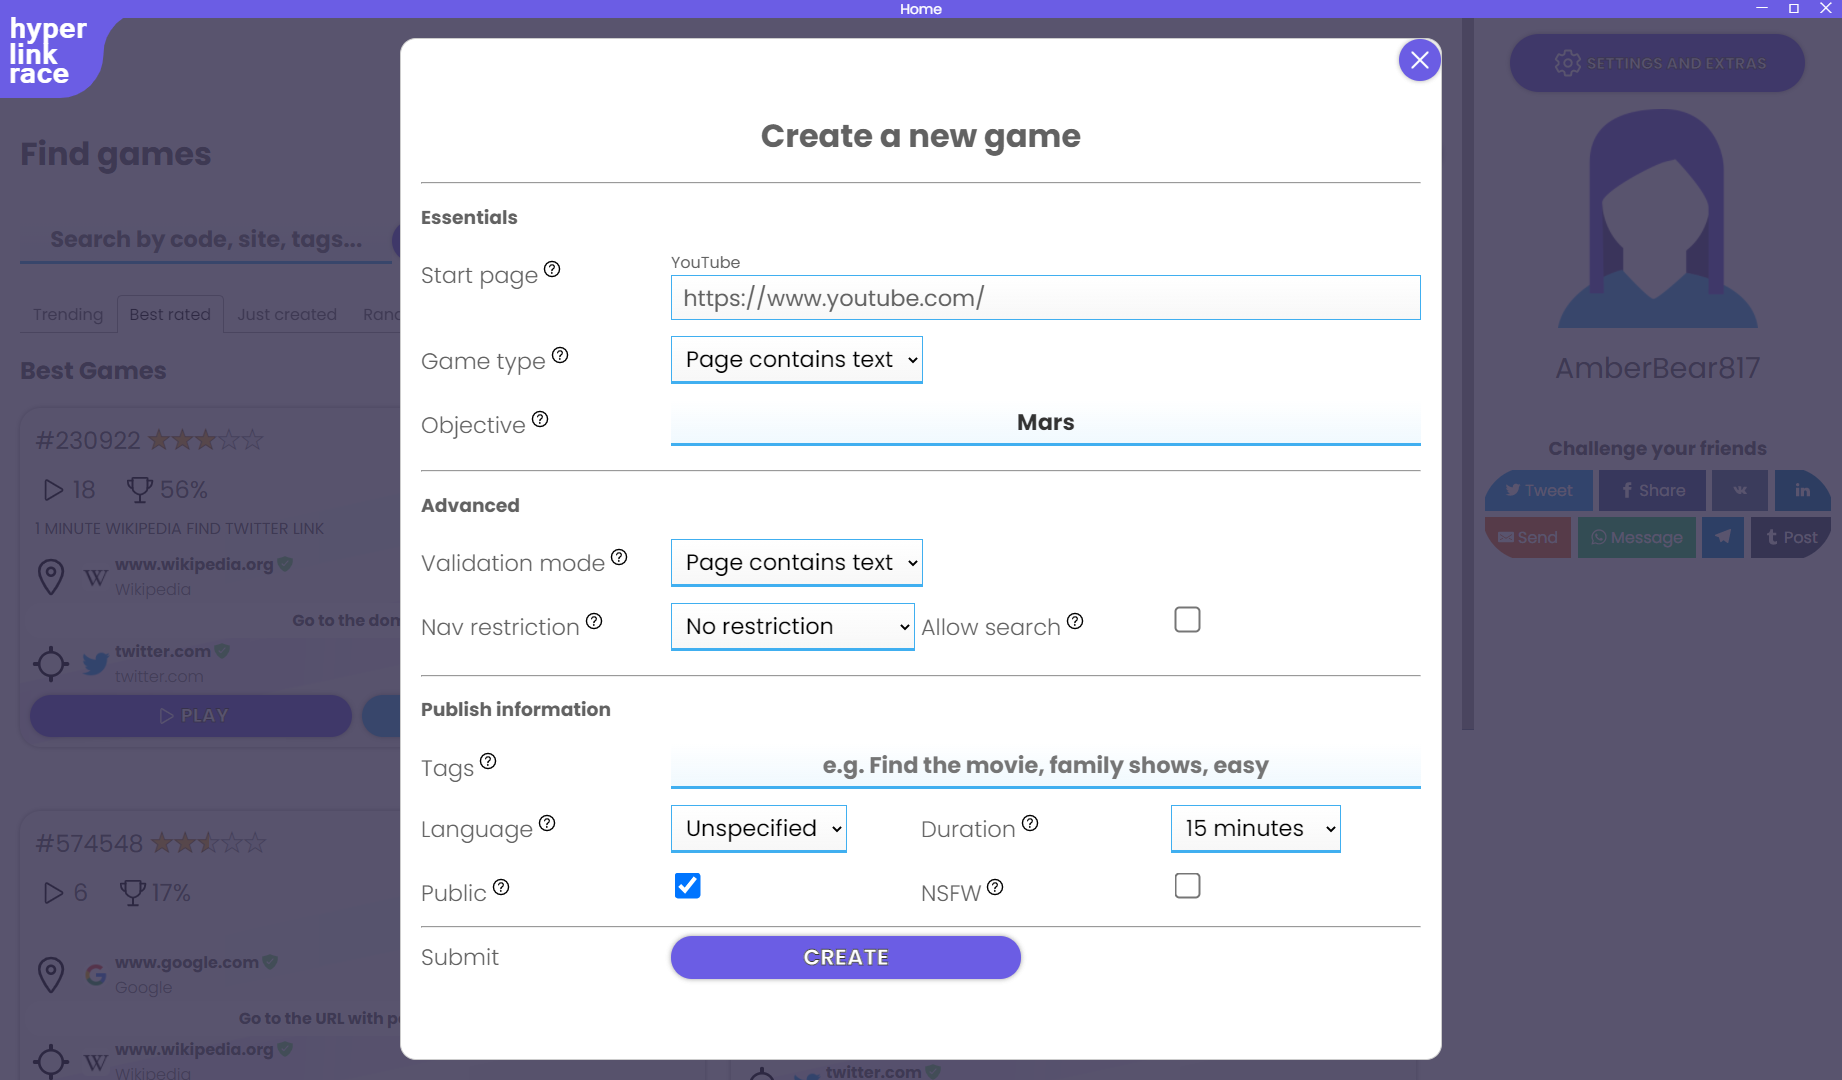 Home
hyper
link
race
Find games
Search by code, site, tags...
Trending
Best rated
Just created
Best Games
#230922
18
56%
1 MINUTE WIKIPEDIA FIND TWITTER LINK
www.wikipedia.org
Wikipedia
Go to the
twitter.com
twitter.com
PLAY
#574548
6
17%
www.google.com
Google
Go to the URL with
www.wikipedia.org
Wikipedia
Create a new game
Essentials
Start page
YouTube
https://www.youtube.com/
Game type
Page contains text
Objective
Mars
Advanced
Validation mode
Page contains text
Nav restriction
No restriction
Allow search
Publish information
Tags
e.g. Find the movie, family shows, easy
Language
Unspecified
Duration
15 minutes
Public
NSFW
Submit
CREATE
twitter.com
SETTINGS AND EXTRAS
AmberBear817
Challenge your friends
Tweet
Share
in
Send
Message
Post